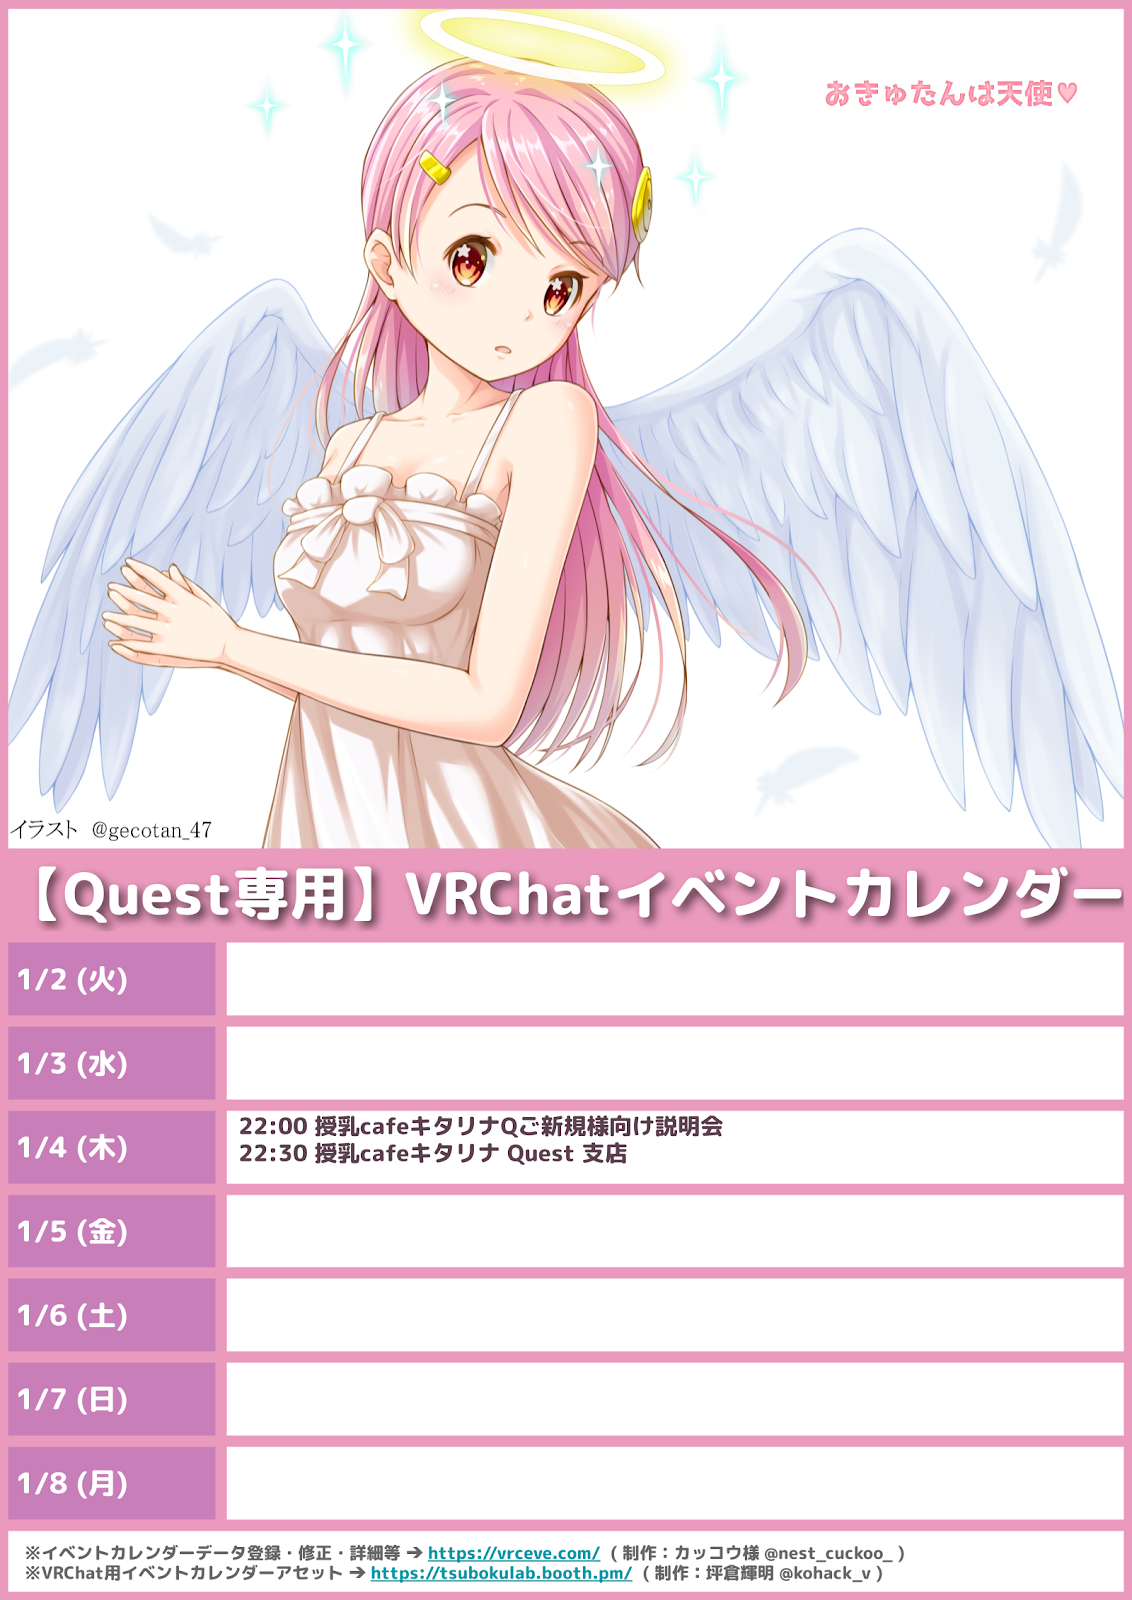 おきゅたんは天使♥
イラスト @gecotan_47
【Quest専用】VRChatイベントカレンダー
1/2 (火)
1/3 (水)
1/4 (木)
22:00 授乳cafeキタリナQご新規様向け説明会
22:30 授乳cafeキタリナ Quest 支店
1/5 (金)
1/6 (土)
1/7 (日)
1/8 (月)
※イベントカレンダーデータ登録・修正・詳細等 ➔ https://vrceve.com/ ( 制作：カッコウ様 @nest_cuckoo_ )
※VRChat用イベントカレンダーアセット ➔ https://tsubokulab.booth.pm/ ( 制作：坪倉輝明 @kohack_v )